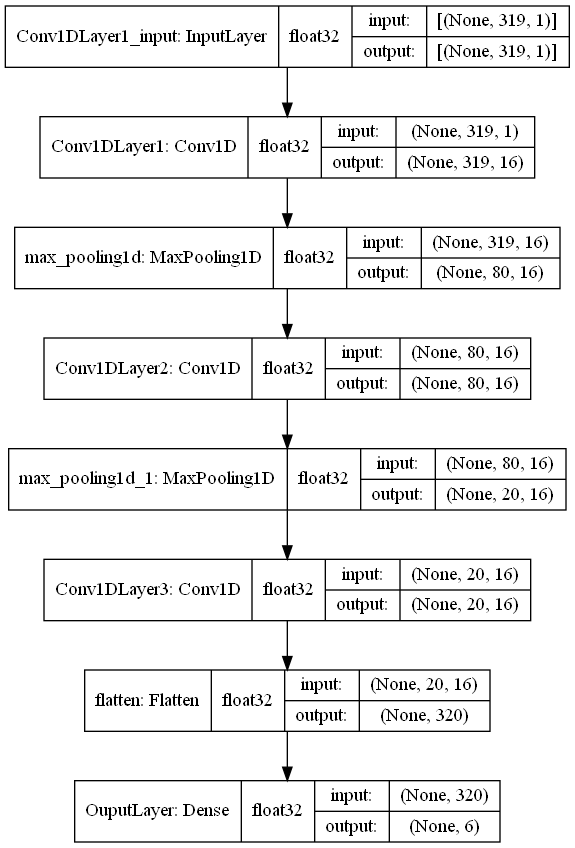 Conv1DLayer1_input: InputLayer float32 input: [(None, 319, 1)]
output: [(None, 319, 1)]
Conv1DLayer1: Conv1D float32 input: (None, 319, 1)
output: (None, 319, 16)
max_pooling1d: MaxPooling1D float32 input: (None, 319, 16)
output: (None, 80, 16)
Conv1DLayer2: Conv1D float32 input: (None, 80, 16)
output: (None, 80, 16)
max_pooling1d_1: MaxPooling1D float32 input: (None, 80, 16)
output: (None, 20, 16)
Conv1DLayer3: Conv1D float32 input: (None, 20, 16)
output: (None, 20, 16)
flatten: Flatten float32 input: (None, 20, 16)
output: (None, 320)
OuputLayer: Dense float32 input: (None, 320)
output: (None, 6)